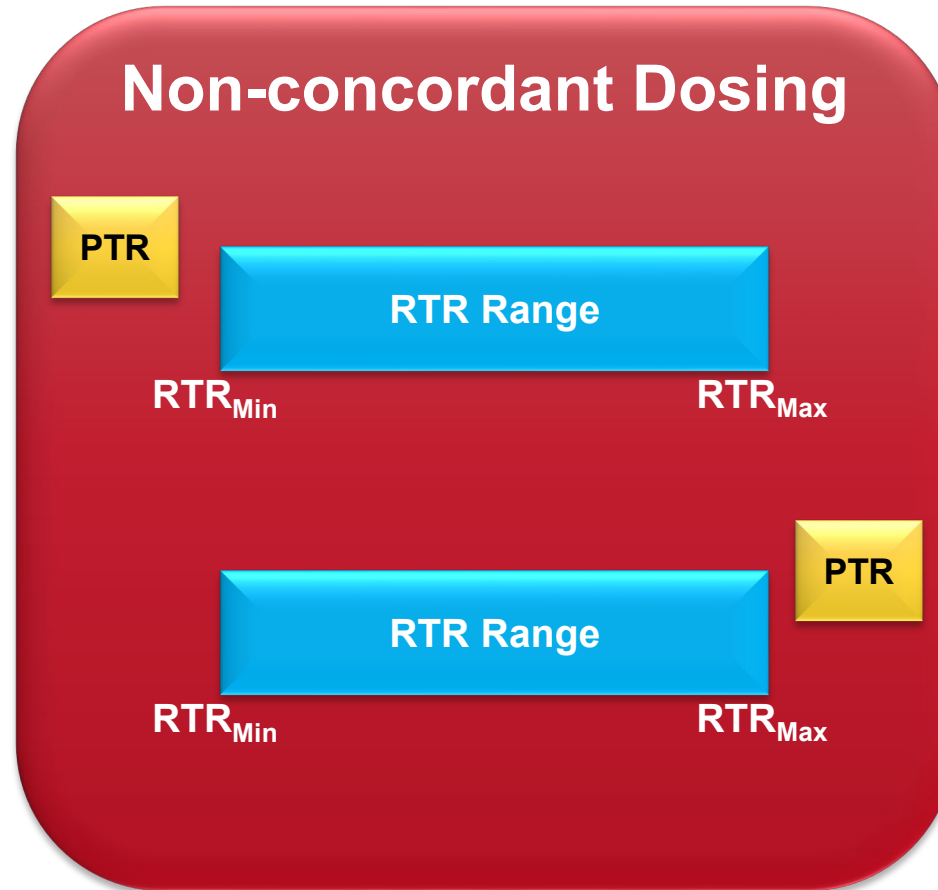 Non-concordant Dosing
PTR
RTR Range
RTRMin RTRMax
PTR
RTR Range
RTRMin RTRMax